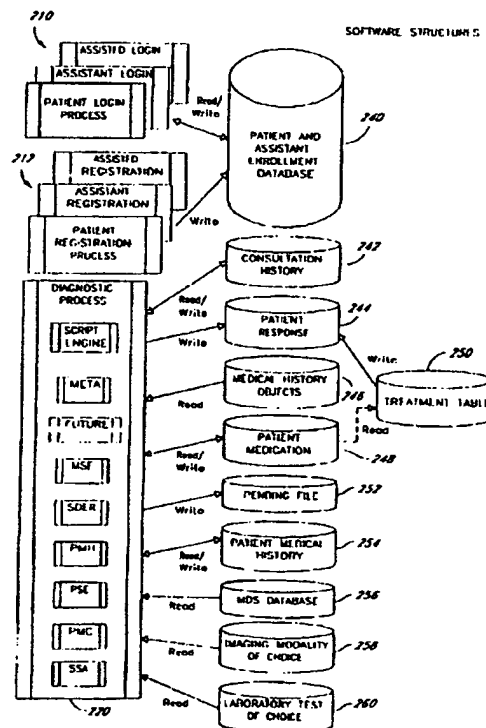 SOFTWARE STRUCTURES
210
ASSISTED LOGIN
ASSISTANT LOGIN
PATIENT LOGIN
PROCESS
Read/
Write
PATIENT AND
ASSISTANT
ENROLLMENT
DATABASE
240
212
ASSISTED
REGISTRATION
ASSISTANT
REGISTRATION
PATIENT
REGISTRATION
PROCESS
Write
DIAGNOSTIC
PROCESS
SCRIPT
ENGINE
META
FUTURE
MSF
SDER
PMH
PSE
PMC
SSA
220
Read/
Write
CONSULTATION
HISTORY
242
Write
PATIENT
RESPONSE
244
Write
250
TREATMENT TABLE
Read
MEDICAL HISTORY
OBJECTS
246
Read
Read/
Write
PATIENT
MEDICATION
248
Write
PENDING FILE
252
Read/
Write
PATIENT MEDICAL
HISTORY
254
Read
MDS DATABASE
256
Read
IMAGING MODALITY
OF CHOICE
258
Read
LABORATORY TEST
OF CHOICE
260